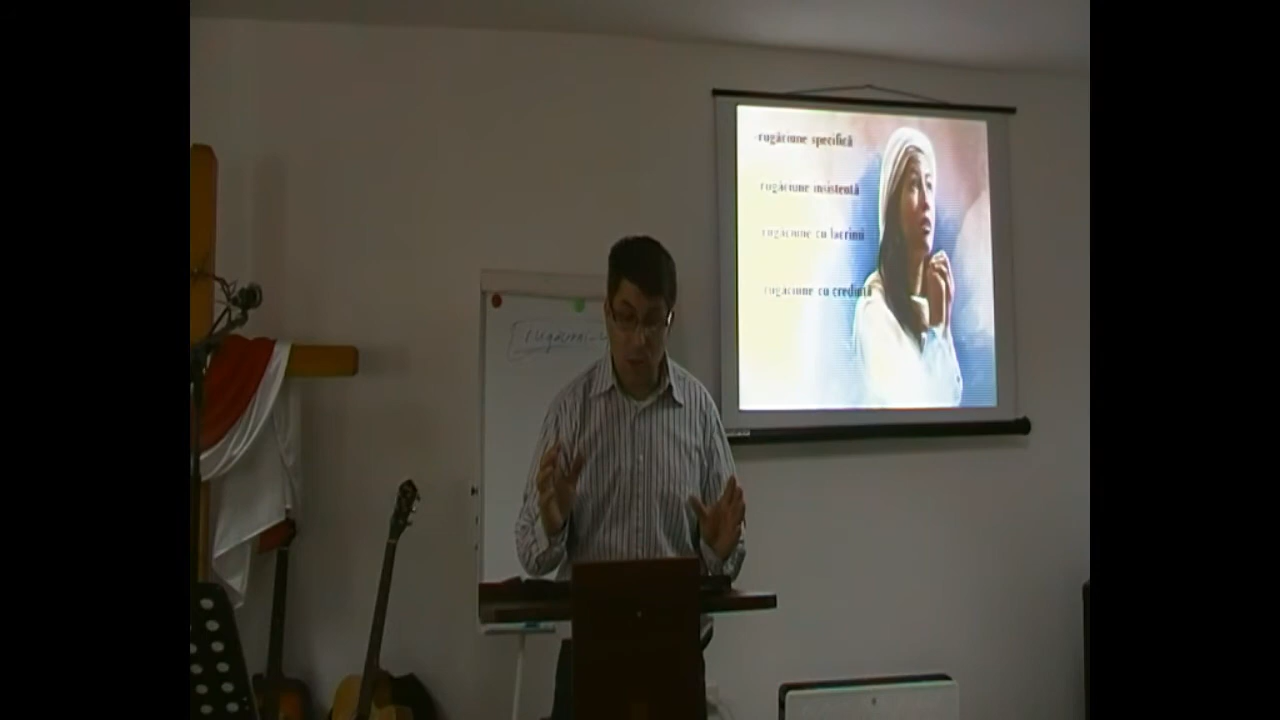 rugăciune specifică
rugăciune insistentă
rugăciune cu lacrimi
rugăciune cu credință